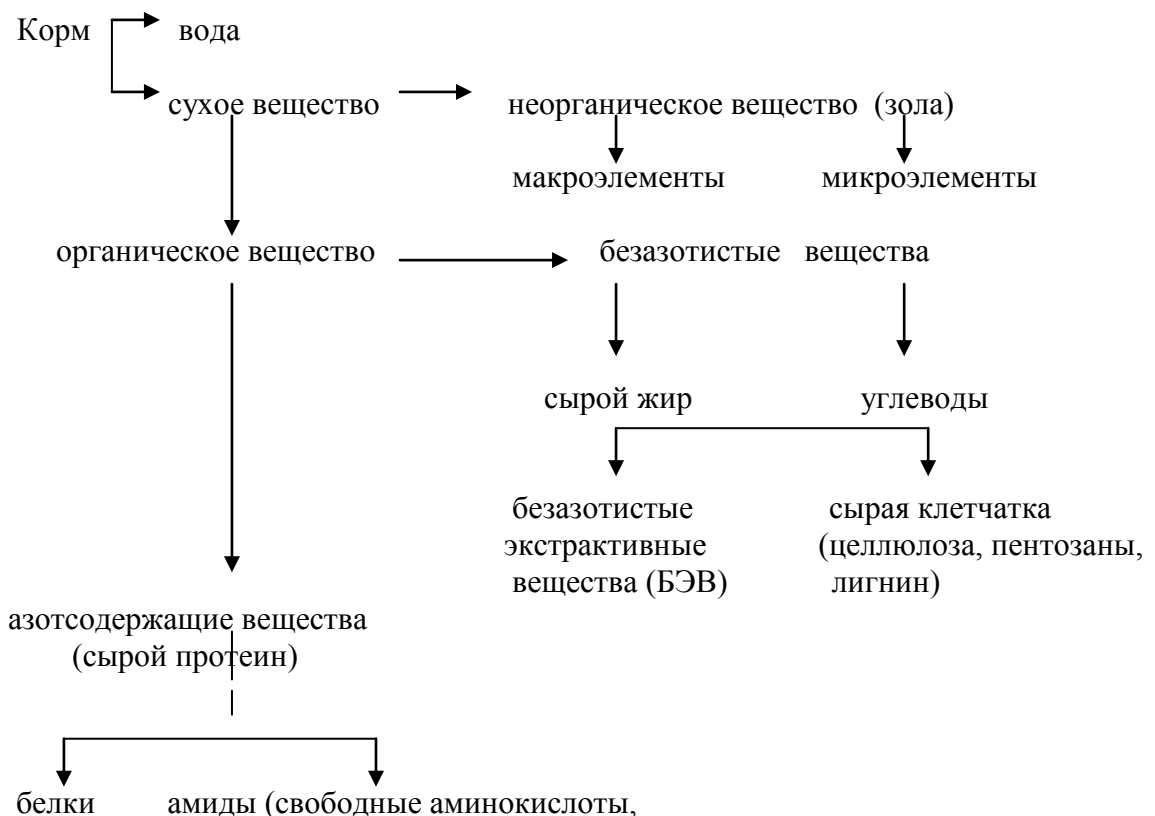 Корм вода
сухое вещество неорганическое вещество (зола)
макроэлементы микроэлементы
органическое вещество безазотистые вещества
сырой жир углеводы
безазотистые сырая клетчатка
экстрактивные (целлюлоза, пентозаны,
вещества (БЭВ) лигнин)
азотсодержащие вещества
(сырой протеин)
белки амиды (свободные аминокислоты,